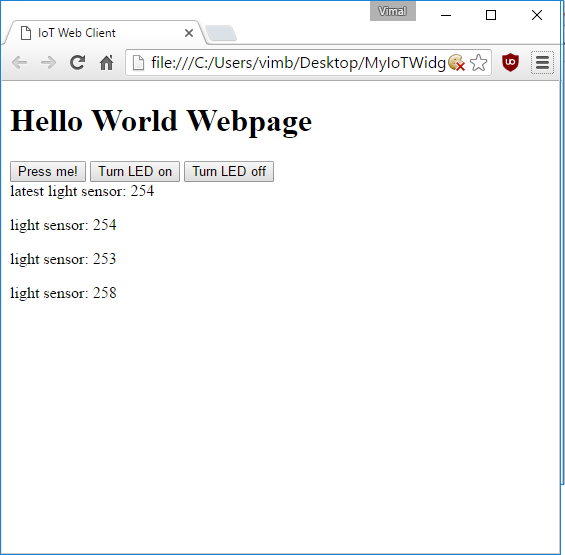 Vimal
IoT Web Client
file:///C:/Users/vimb/Desktop/MyIoTWidg
Hello World Webpage
Press me! Turn LED on Turn LED off
latest light sensor: 254
light sensor: 254
light sensor: 253
light sensor: 258